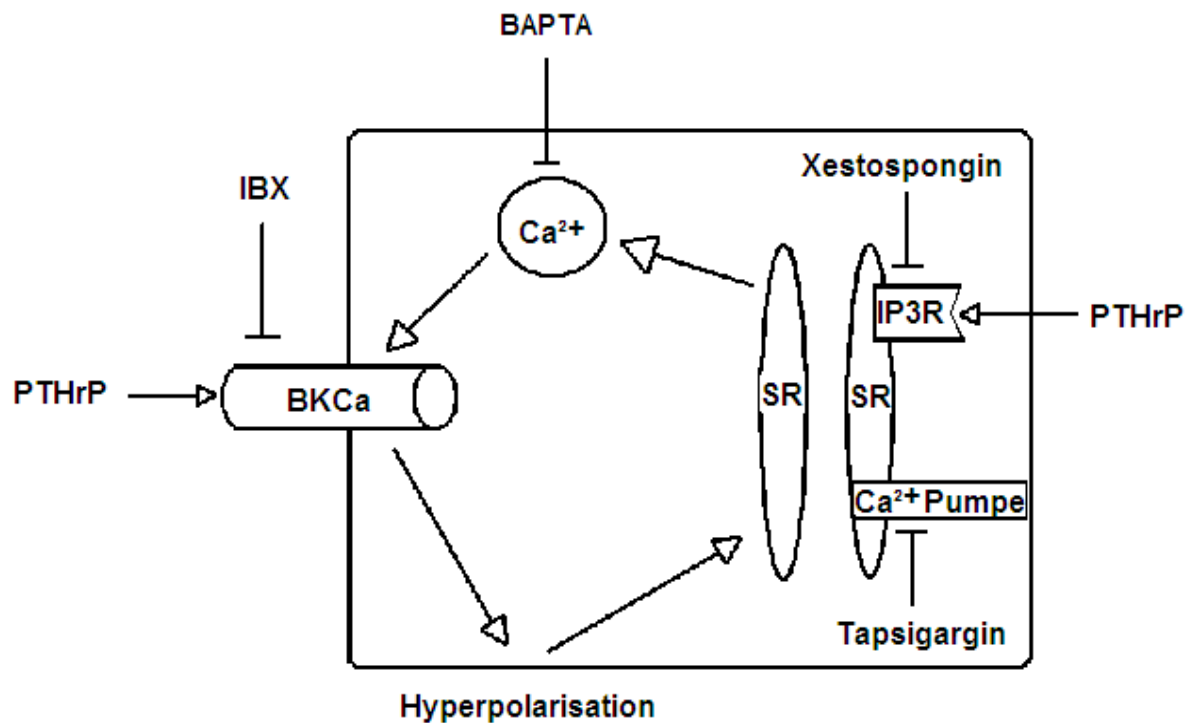 BAPTA
Xestospongin
IBX
Ca²⁺
IP3R
PTHrP
PTHrP
BKCa
SR
SR
Ca²⁺ Pumpe
Tapsigargin
Hyperpolarisation